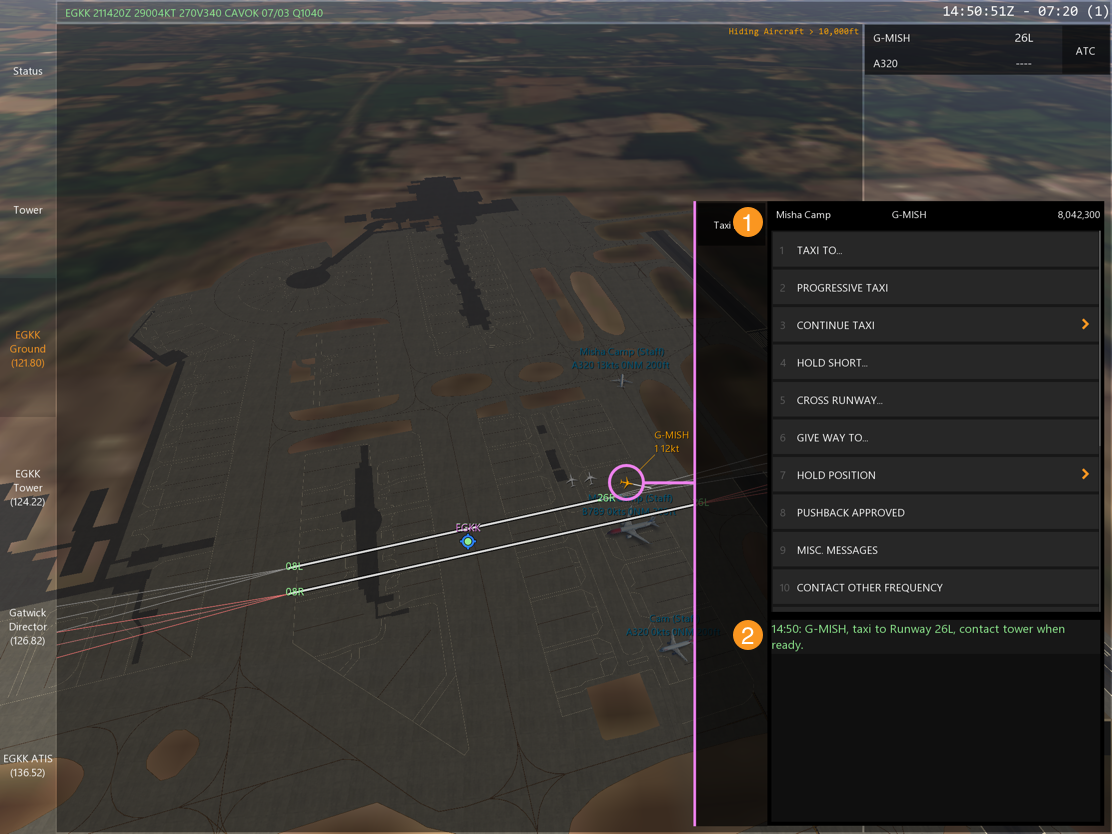 EGKK 211420Z 29004KT 270V340 CAVOK 07/03 Q1040
14:50:51Z - 07:20 (1)
Hiding Aircraft > 10,000ft
G-MISH 26L
A320 ----
ATC
Status
Tower
EGKK
Ground
(121.80)
EGKK
Tower
(124.22)
Gatwick
Director
(126.82)
EGKK ATIS
(136.52)
Misha Camp (Staff)
A320 13kts 0NM 200ft
G-MISH
1 12kt
26R
(Staff)
B789 0kts 0NM
26L
EGKK
08L
08R
A320 0kts 0NM
Taxi
1
Misha Camp G-MISH 8,042,300
1 TAXI TO...
2 PROGRESSIVE TAXI
3 CONTINUE TAXI
4 HOLD SHORT...
5 CROSS RUNWAY...
6 GIVE WAY TO...
7 HOLD POSITION
8 PUSHBACK APPROVED
9 MISC. MESSAGES
10 CONTACT OTHER FREQUENCY
2
14:50: G-MISH, taxi to Runway 26L, contact tower when
ready.